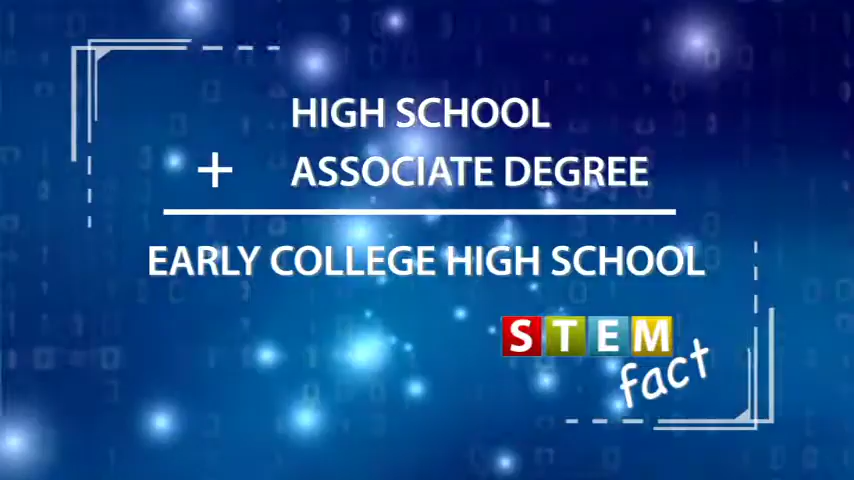 HIGH SCHOOL
+ ASSOCIATE DEGREE
EARLY COLLEGE HIGH SCHOOL
STEM
fact